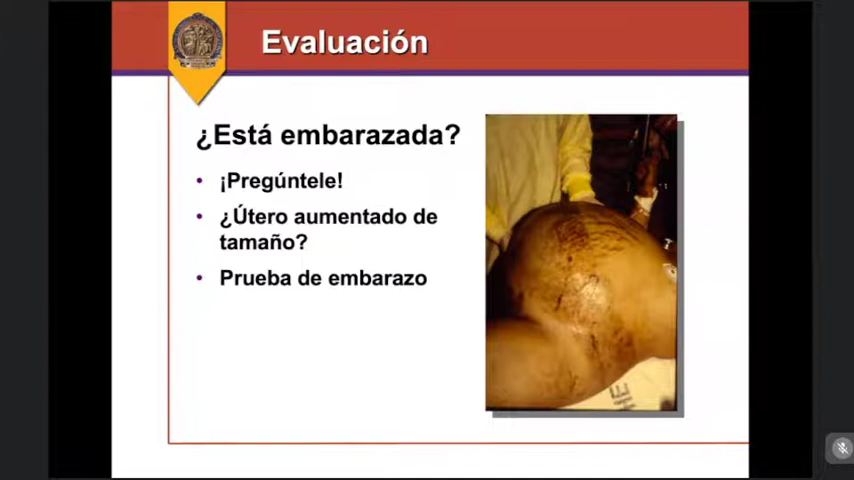 Evaluación
¿Está embarazada?
• ¡Pregúntele!
• ¿Útero aumentado de
tamaño?
• Prueba de embarazo